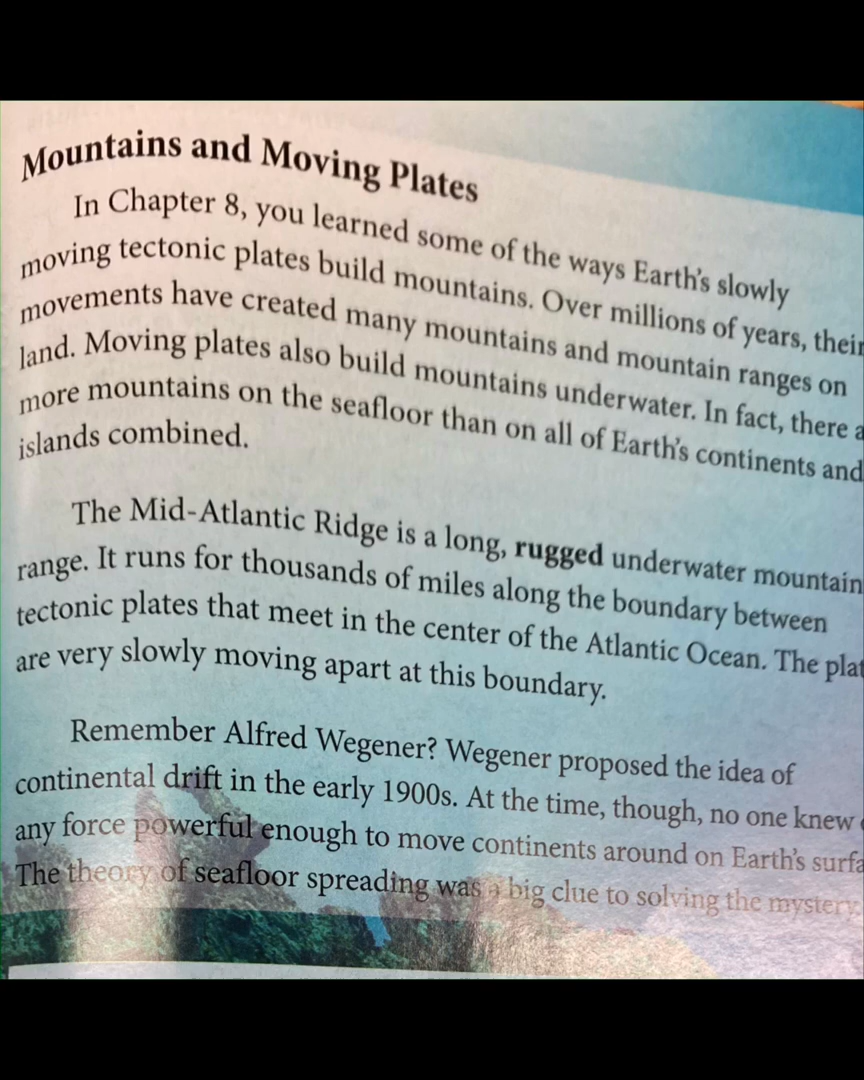 Mountains and Moving Plates
In Chapter 8, you learned some of the ways Earth's slowly
moving tectonic plates build mountains. Over millions of years, their
movements have created many mountains and mountain ranges on
land. Moving plates also build mountains underwater. In fact, there
more mountains on the seafloor than on all of Earth's continents and
islands combined.
The Mid-Atlantic Ridge is a long, rugged underwater mountain
range. It runs for thousands of miles along the boundary between
tectonic plates that meet in the center of the Atlantic Ocean. The
are very slowly moving apart at this boundary.
Remember Alfred Wegener? Wegener proposed the idea of
continental drift in the early 1900s. At the time, though, no one knew
any force powerful enough to move continents around on Earth's
The theory of seafloor spreading was a big clue to solving the mystery